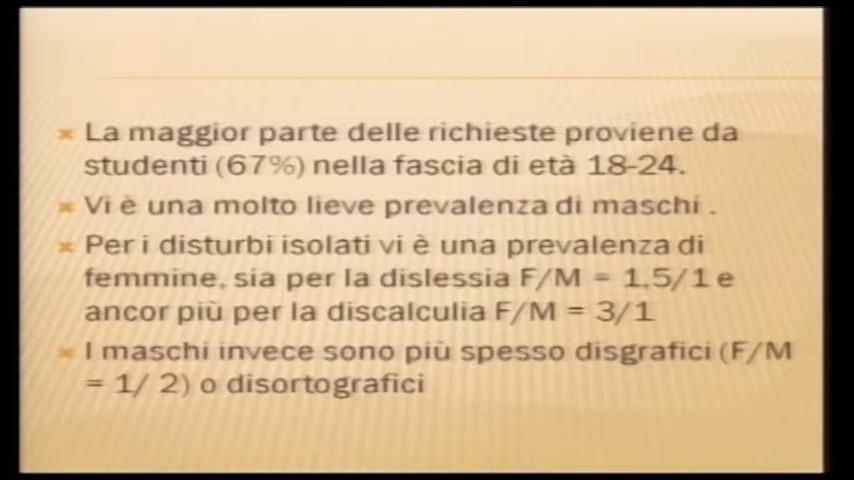 La maggior parte delle richieste proviene da
studenti (67%) nella fascia di età 18-24.
Vi è una molto lieve prevalenza di maschi .
Per i disturbi isolati vi è una prevalenza di
femmine, sia per la dislessia F/M = 1,5/1 e
ancor più per la discalculia F/M = 3/1
I maschi invece sono più spesso disgrafici (F/M
= 1/ 2) o disortografici